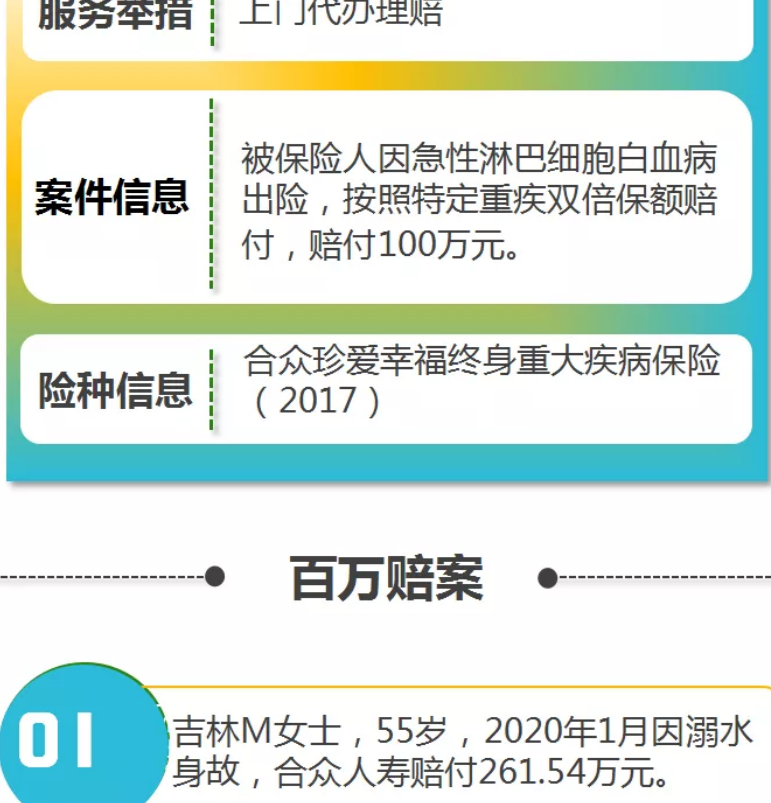 服务举措
上门代办理赔
案件信息
被保险人因急性淋巴细胞白血病
出险，按照特定重疾双倍保额赔
付，赔付100万元。
险种信息
合众珍爱幸福终身重大疾病保险
（2017）
百万赔案
01
吉林M女士，55岁，2020年1月因溺水
身故，合众人寿赔付261.54万元。